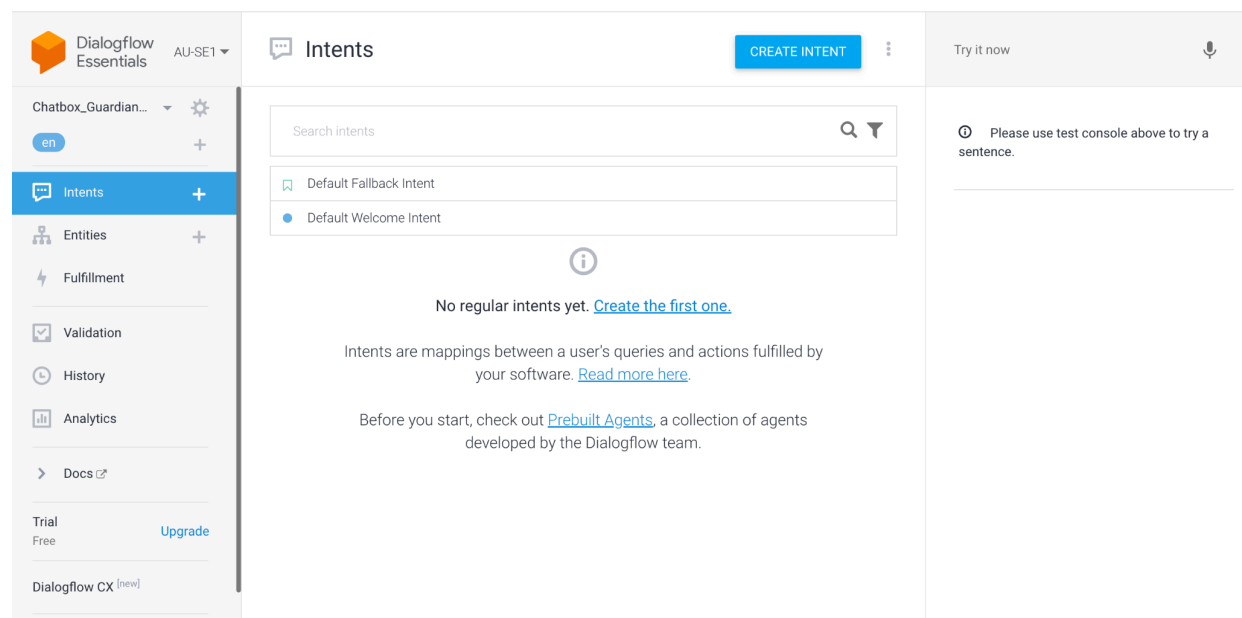 Dialogflow
Essentials
AU-SE1
Chatbox_Guardian...
en
Intents
Entities
Fulfillment
Validation
History
Analytics
Docs
Trial
Free
Upgrade
Dialogflow CX [new]
Intents
CREATE INTENT
Search intents
Default Fallback Intent
Default Welcome Intent
No regular intents yet. Create the first one.
Intents are mappings between a user's queries and actions fulfilled by
your software. Read more here.
Before you start, check out Prebuilt Agents, a collection of agents
developed by the Dialogflow team.
Try it now
Please use test console above to try a
sentence.